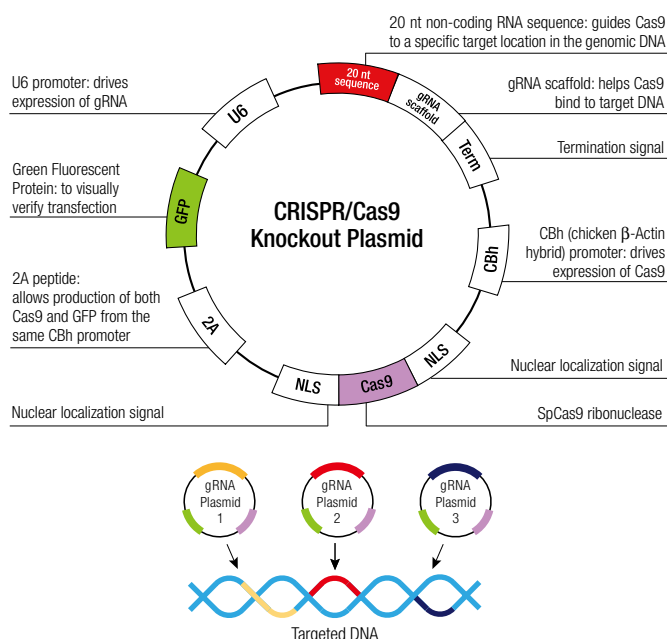 20 nt non-coding RNA sequence: guides Cas9
to a specific target location in the genomic DNA
U6 promoter: drives
expression of gRNA
gRNA scaffold: helps Cas9
bind to target DNA
Termination signal
Green Fluorescent
Protein: to visually
verify transfection
CBh (chicken β-Actin
hybrid) promoter: drives
expression of Cas9
2A peptide:
allows production of both
Cas9 and GFP from the
same CBh promoter
Nuclear localization signal
Nuclear localization signal
SpCas9 ribonuclease
CRISPR/Cas9
Knockout Plasmid
20 nt
sequence
gRNA
scaffold
Term
CBh
NLS
Cas9
NLS
2A
GFP
U6
gRNA
Plasmid
1
gRNA
Plasmid
2
gRNA
Plasmid
3
Targeted DNA